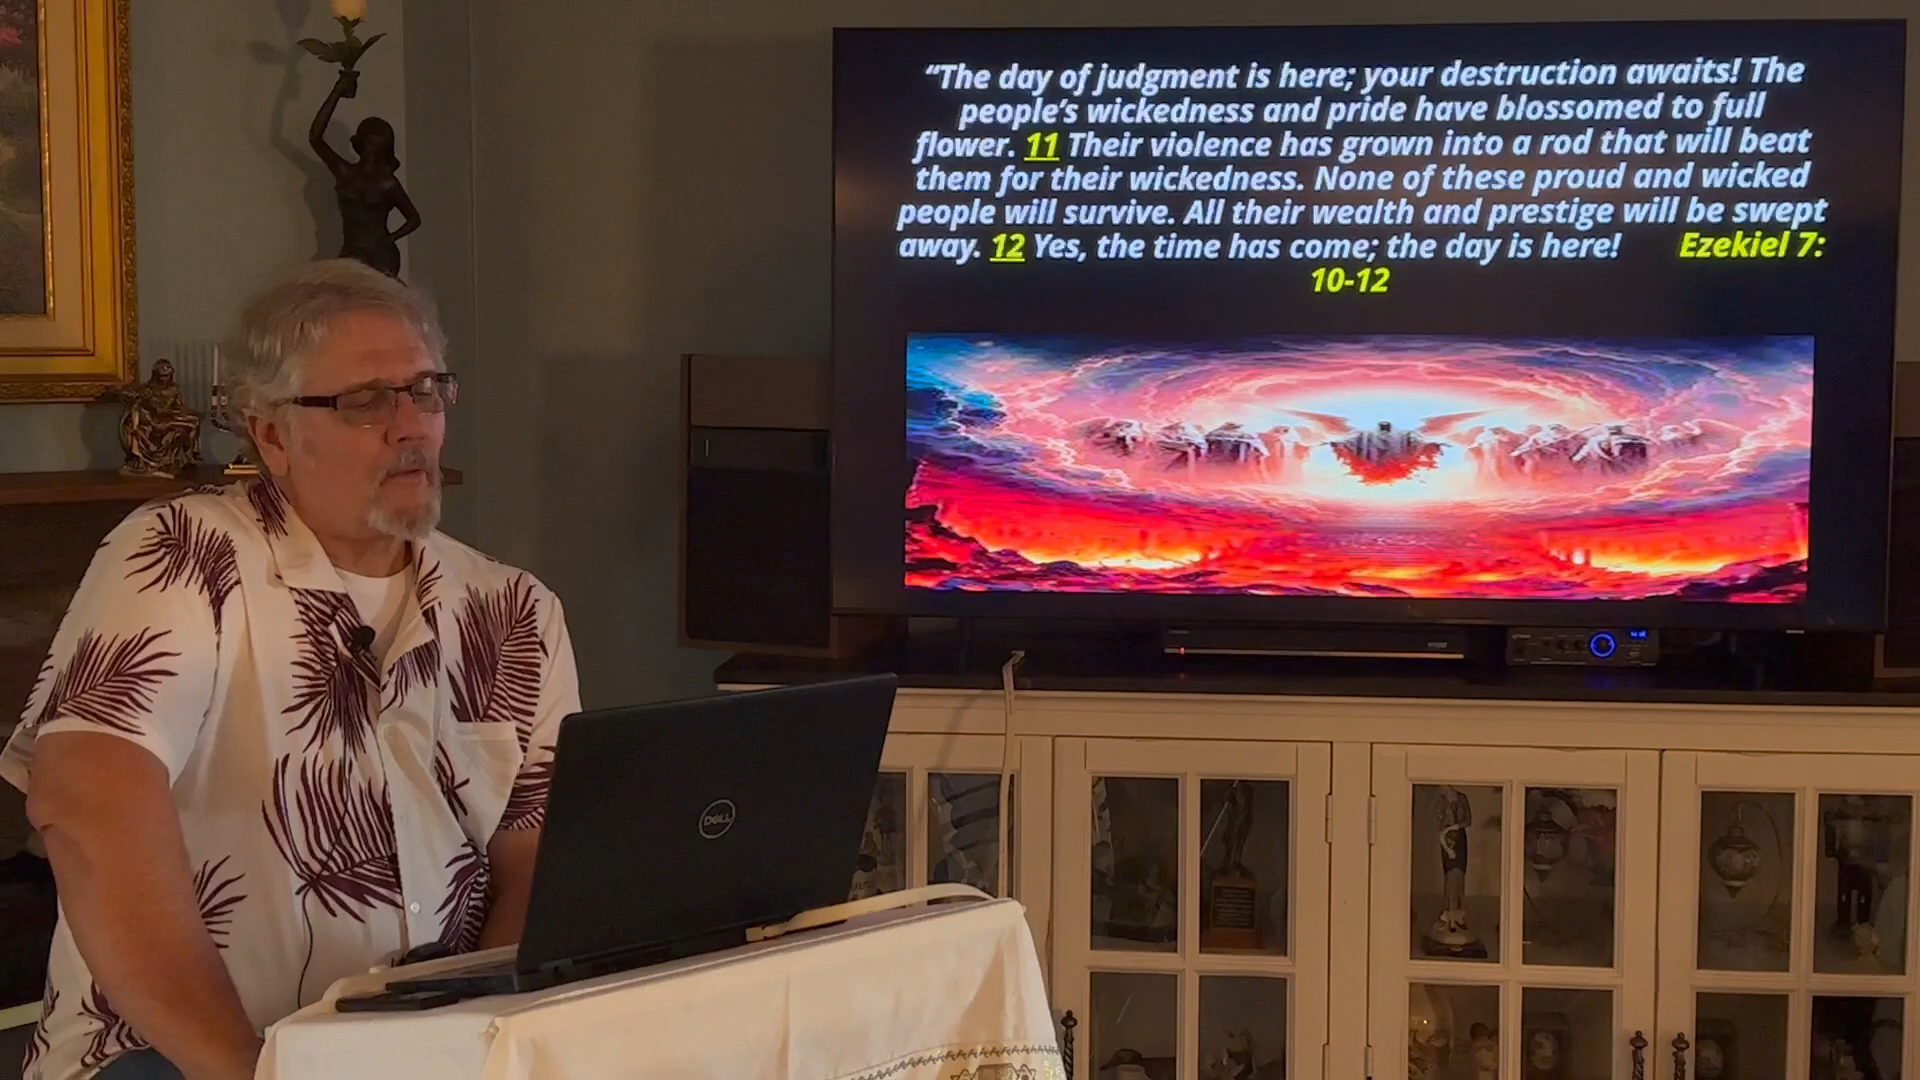 “The day of judgment is here; your destruction awaits! The
people’s wickedness and pride have blossomed to full
flower. 11 Their violence has grown into a rod that will beat
them for their wickedness. None of these proud and wicked
people will survive. All their wealth and prestige will be swept
away. 12 Yes, the time has come; the day is here! Ezekiel 7:
10-12
DELL